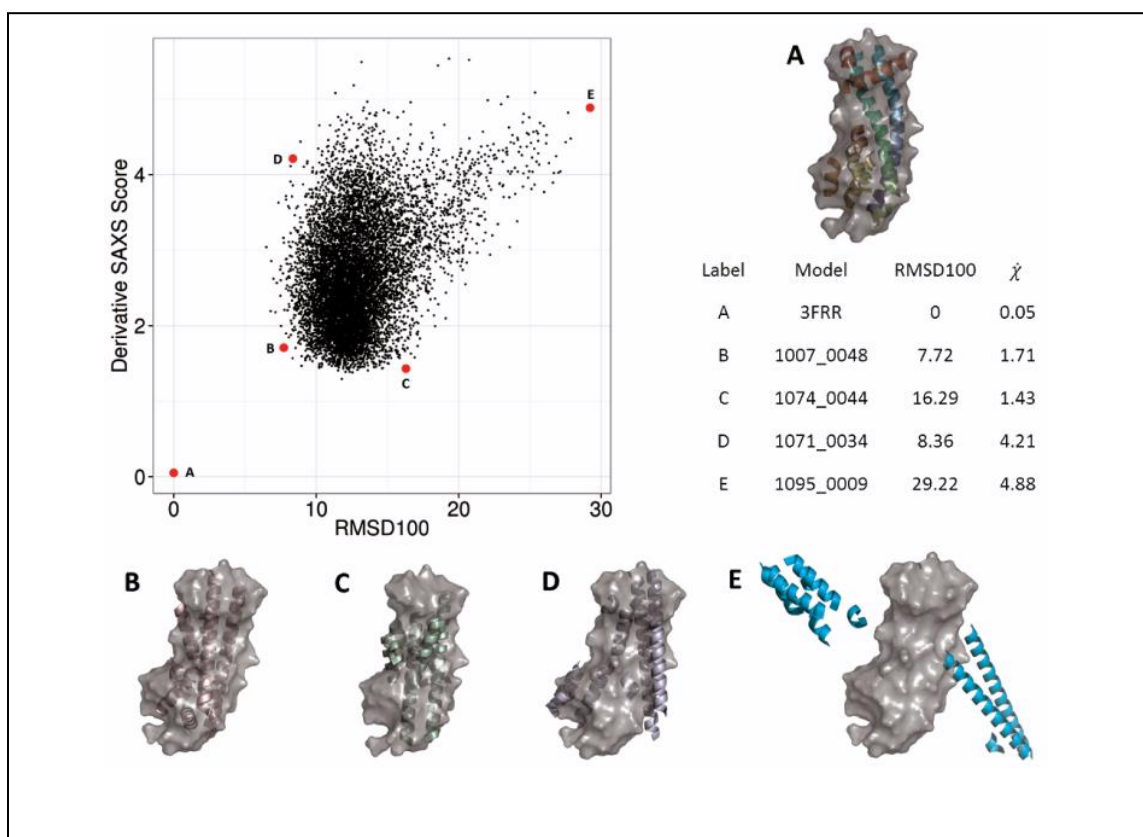 A
Derivative SAXS Score
4
2
0
E
D
B
C
A
0
10
20
30
RMSD100
Label Model RMSD100 χ̇
A 3FRR 0 0.05
B 1007_0048 7.72 1.71
C 1074_0044 16.29 1.43
D 1071_0034 8.36 4.21
E 1095_0009 29.22 4.88
B
C
D
E